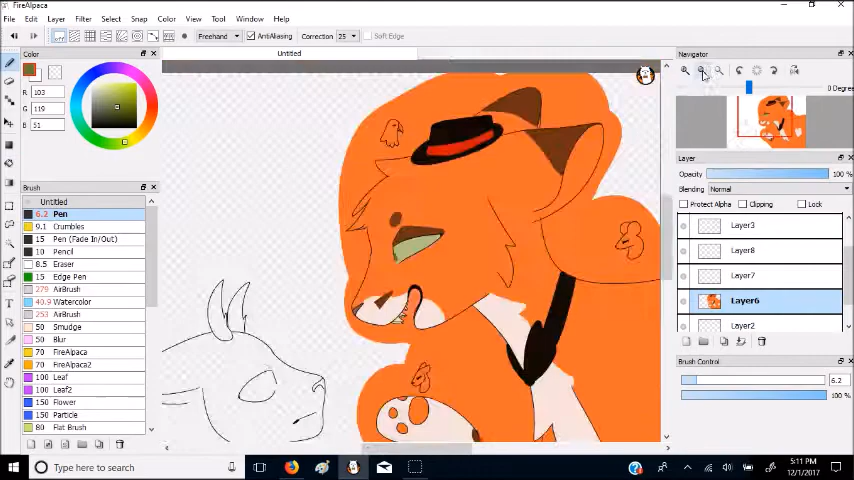 FireAlpaca
File Edit Layer Filter Select Snap Color View Tool Window Help
Freehand AntiAliasing Correction 25 Soft Edge
Color
Untitled
Navigator
R 103
G 119
B 51
0 Degree
Layer
Opacity 100 %
Blending Normal
Protect Alpha Clipping Lock
Brush
Untitled
6.2 Pen
9.1 Crumbles
15 Pen (Fade In/Out)
10 Pencil
8.5 Eraser
15 Edge Pen
279 AirBrush
40.9 Watercolor
253 AirBrush
50 Smudge
50 Blur
70 FireAlpaca
70 FireAlpaca2
100 Leaf
100 Leaf2
150 Flower
150 Particle
80 Flat Brush
Layer3
Layer8
Layer7
Layer6
Layer2
Brush Control
6.2
100 %
Type here to search
5:11 PM
12/1/2017